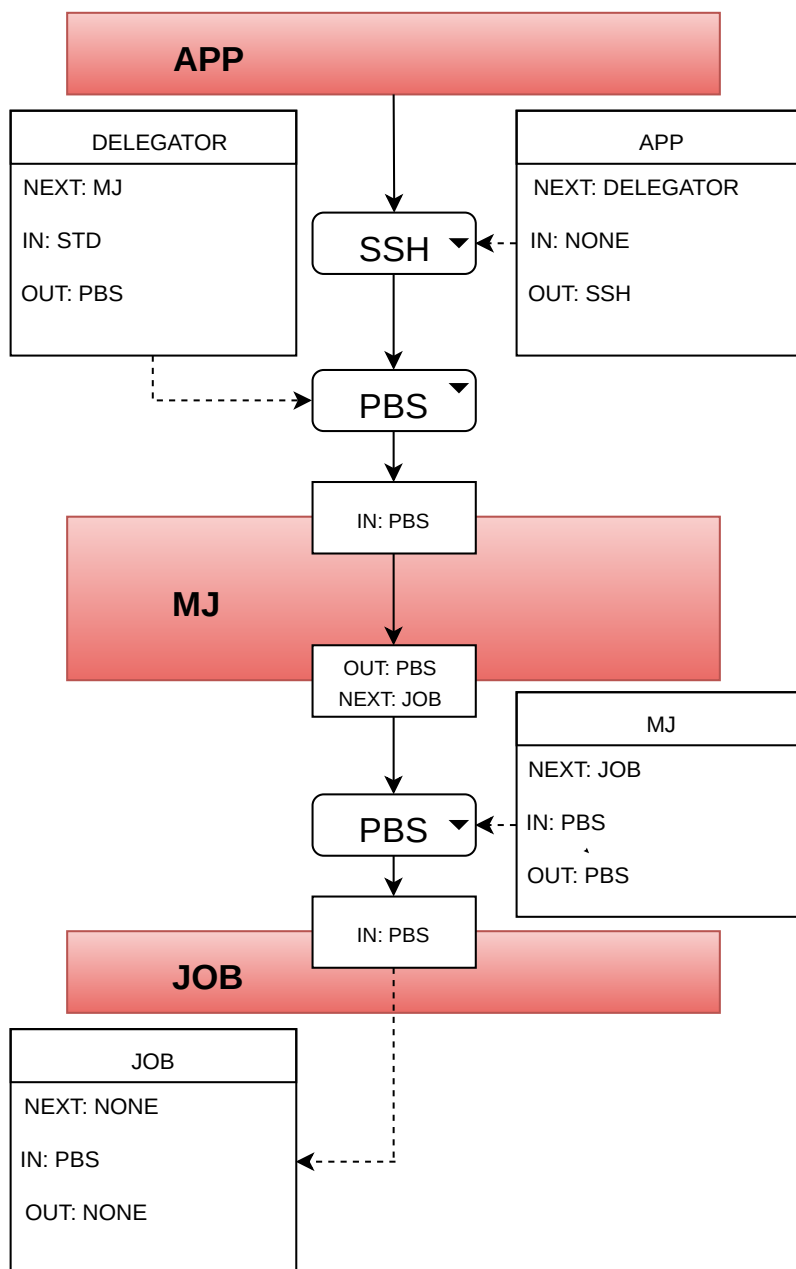 APP
DELEGATOR
NEXT: MJ
IN: STD
OUT: PBS
APP
NEXT: DELEGATOR
IN: NONE
OUT: SSH
SSH
PBS
IN: PBS
MJ
OUT: PBS
NEXT: JOB
MJ
NEXT: JOB
IN: PBS
OUT: PBS
PBS
IN: PBS
JOB
JOB
NEXT: NONE
IN: PBS
OUT: NONE